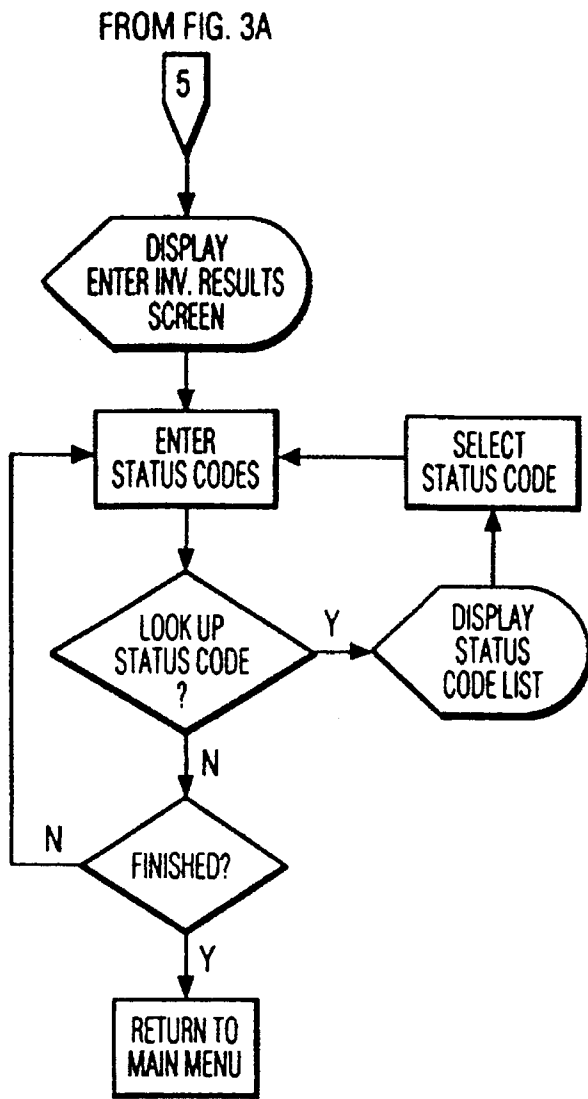 FROM FIG. 3A
5
DISPLAY
ENTER INV. RESULTS
SCREEN
ENTER
STATUS CODES
SELECT
STATUS CODE
LOOK UP
STATUS CODE
?
Y
DISPLAY
STATUS
CODE LIST
N
N
FINISHED?
Y
RETURN TO
MAIN MENU